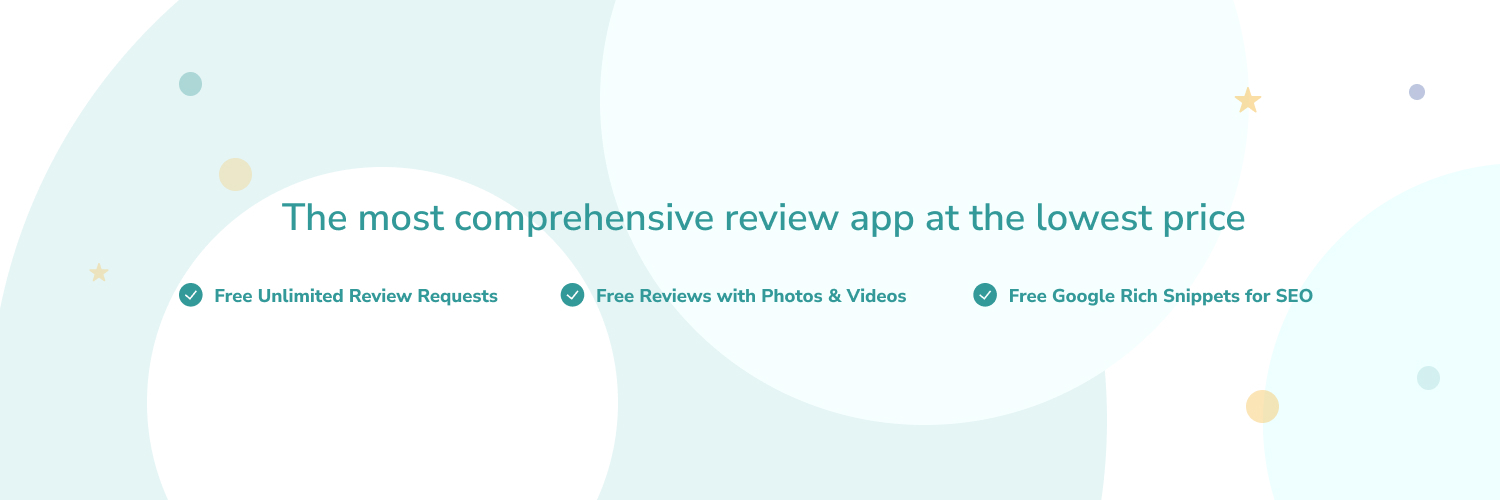 The most comprehensive review app at the lowest price
Free Unlimited Review Requests
Free Reviews with Photos & Videos
Free Google Rich Snippets for SEO